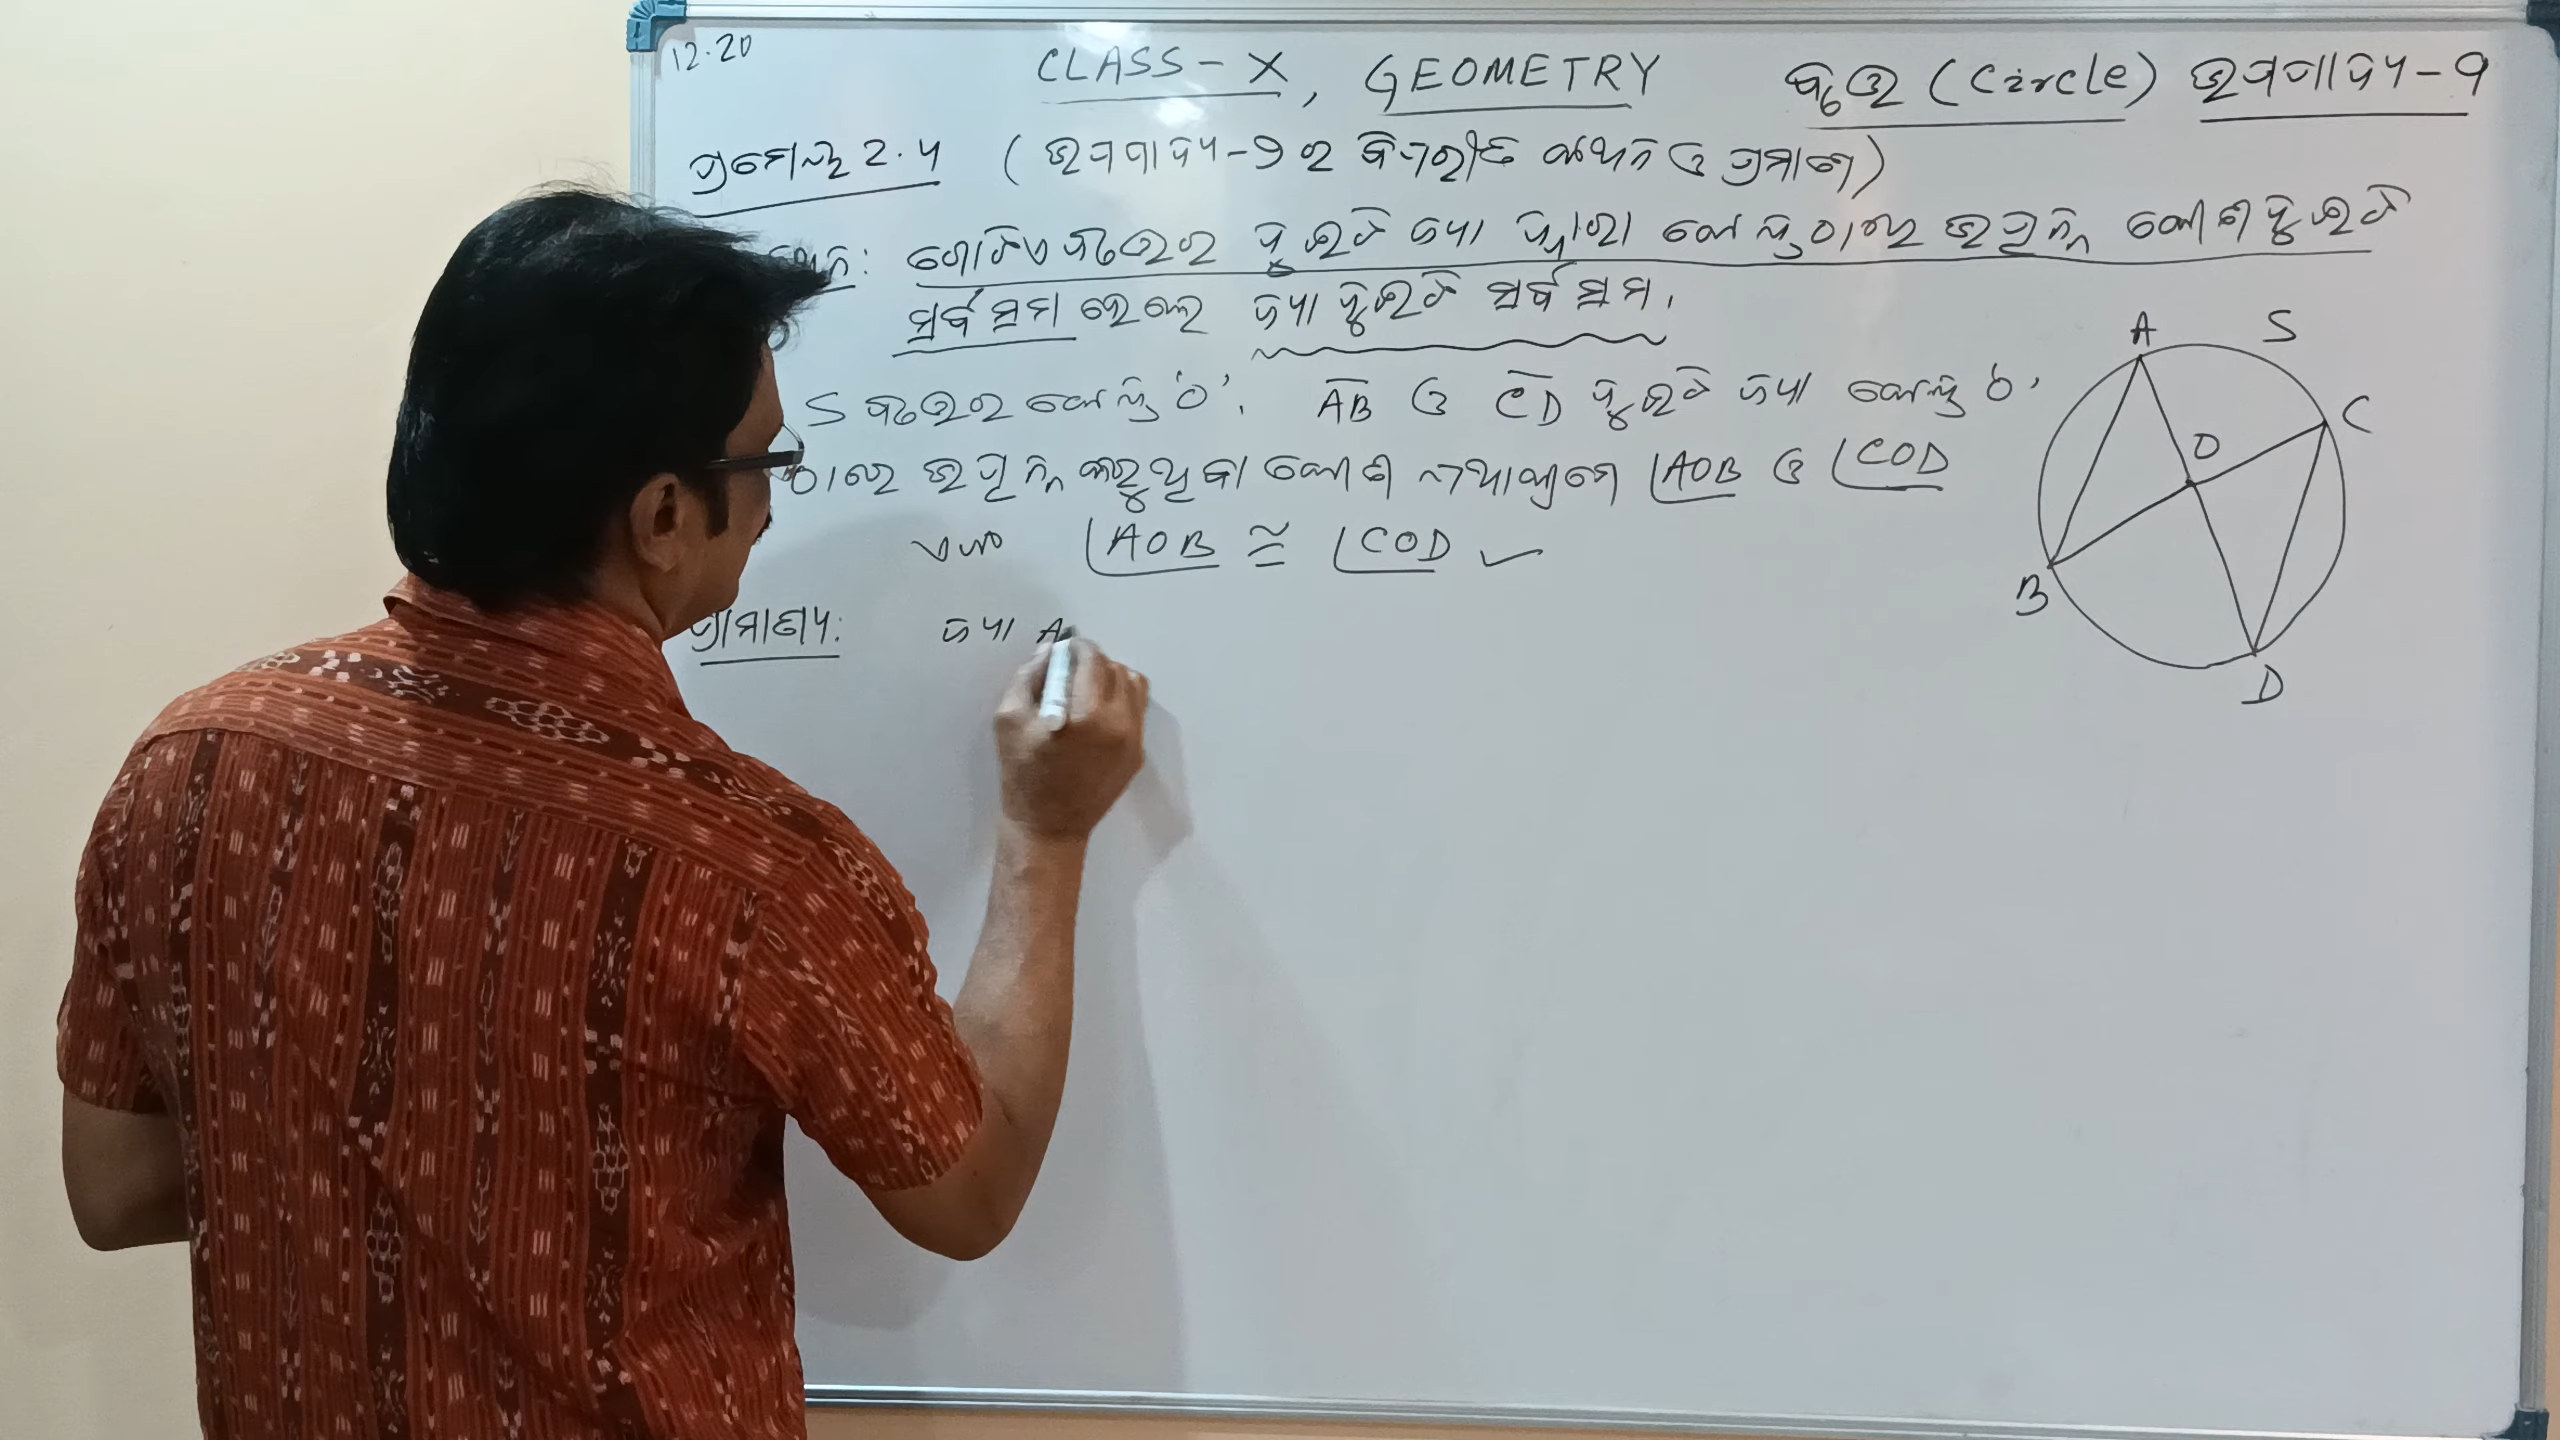 12.20
CLASS - X, GEOMETRY ବୃତ୍ତ (Circle) ଉପପାଦ୍ୟ - 9
ପ୍ରମେୟ 2.4 (ଉପପାଦ୍ୟ - 9 ର ବିପରୀତ କଥନ ଓ ପ୍ରମାଣ)
ଗୋଟିଏ ବୃତ୍ତର ଦୁଇଟି ଜ୍ୟା ଦ୍ୱାରା କେନ୍ଦ୍ରଠାରେ ଉତ୍ପନ୍ନ କୋଣ ଦୁଇଟି
ସର୍ବସମ ହେଲେ ଜ୍ୟା ଦୁଇଟି ସର୍ବସମ।
S ବୃତ୍ତର କେନ୍ଦ୍ର 'O'. AB ଓ CD ଦୁଇଟି ଜ୍ୟା କେନ୍ଦ୍ର O'
ଠାରେ ଉତ୍ପନ୍ନ କରୁଥିବା କୋଣ ଯଥାକ୍ରମେ ∠AOB ଓ ∠COD
ଏବଂ ∠AOB ≅ ∠COD ✓
ପ୍ରାମାଣ୍ୟ: ଜ୍ୟା A
A
S
C
O
B
D